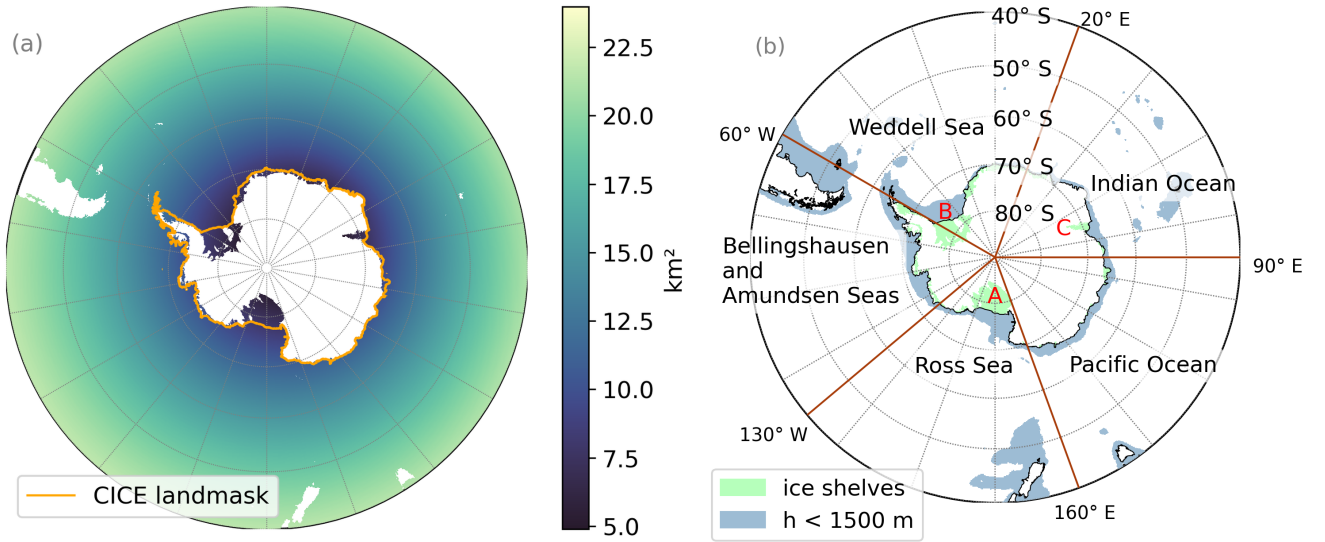 (a)
CICE landmask
22.5
20.0
17.5
15.0
12.5
10.0
7.5
5.0
km²
(b)
40° S
20° E
50° S
60° S
70° S
80° S
60° W
Weddell Sea
Indian Ocean
B
C
A
Bellingshausen
and
Amundsen Seas
90° E
Ross Sea
Pacific Ocean
130° W
160° E
ice shelves
h < 1500 m